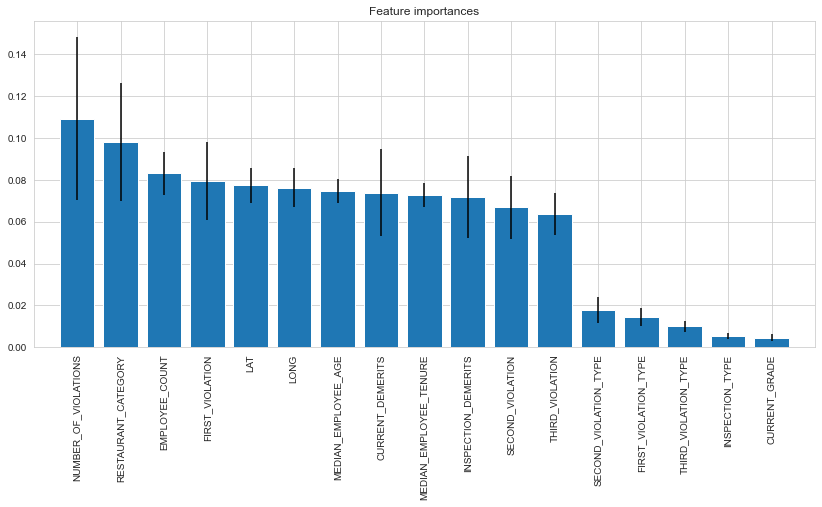 Feature importances
0.14
0.12
0.10
0.08
0.06
0.04
0.02
0.00
NUMBER_OF_VIOLATIONS
RESTAURANT_CATEGORY
EMPLOYEE_COUNT
FIRST_VIOLATION
LAT
LONG
MEDIAN_EMPLOYEE_AGE
CURRENT_DEMERITS
MEDIAN_EMPLOYEE_TENURE
INSPECTION_DEMERITS
SECOND_VIOLATION
THIRD_VIOLATION
SECOND_VIOLATION_TYPE
FIRST_VIOLATION_TYPE
THIRD_VIOLATION_TYPE
INSPECTION_TYPE
CURRENT_GRADE